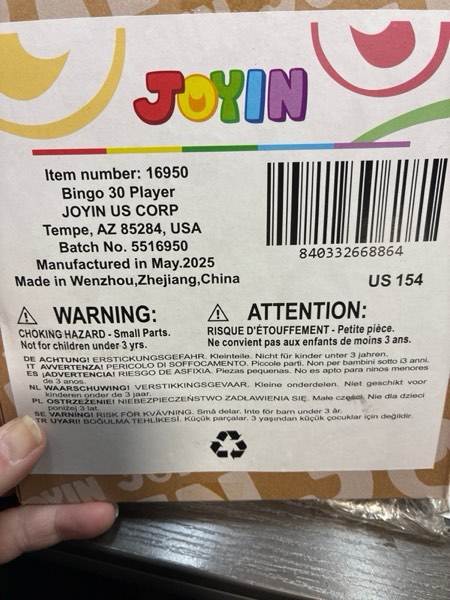 JOYIN
Item number: 16950
Bingo 30 Player
JOYIN US CORP
Tempe, AZ 85284, USA
Batch No. 5516950
Manufactured in May.2025
Made in Wenzhou,Zhejiang,China
840332668864
US 154
WARNING:
CHOKING HAZARD - Small Parts.
Not for children under 3 yrs.
ATTENTION:
RISQUE D'ÉTOUFFEMENT - Petite pièce.
Ne convient pas aux enfants de moins 3 ans.
DE ACHTUNG! ERSTICKUNGSGEFAHR. Kleinteile. Nicht für kinder unter 3 jahren.
IT AVVERTENZA! PERICOLO DI SOFFOCAMENTO. Piccole parti. Non per bambini sotto i3 anni.
ES ¡ADVERTENCIA! RIESGO DE ASFIXIA. Piezas pequenas. No es apto para ninos menores
de 3 anos.
NL WAARSCHUWING! VERSTIKKINGSGEVAAR. Kleine onderdelen. Niet geschikt voor
kinderen onder de 3 jaar.
PL OSTRZEŻENIE! NIEBEZPIECZEŃSTWO ZADŁAWIENIA SIĘ. Małe części. Nie dla dzieci
poniżej 3 lat.
SE VARNING! RISK FÖR KVÄVNING. Små delar. Inte för barn under 3 år.
TR UYARI! BOĞULMA TEHLİKESİ. Küçük parçalar. 3 yaşından küçük çocuklar için değildir.